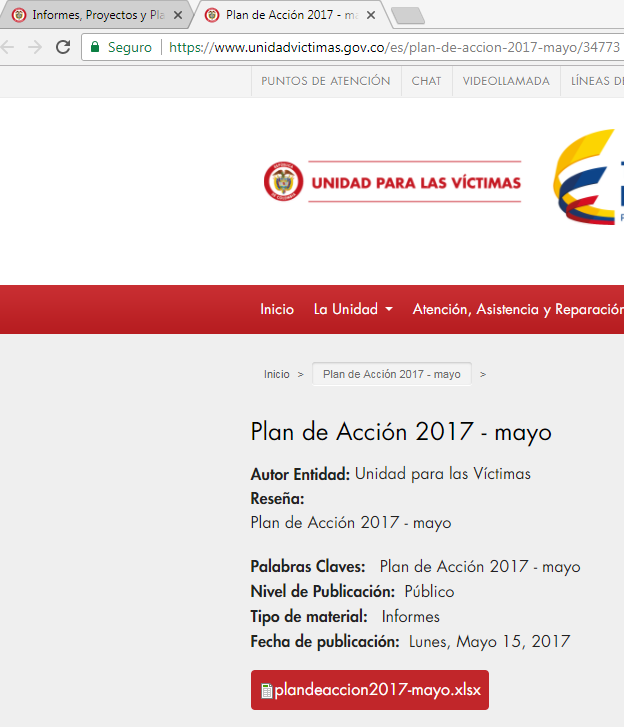 Informes, Proyectos y Pla
Plan de Acción 2017 - ma
Seguro
https://www.unidadvictimas.gov.co/es/plan-de-accion-2017-mayo/34773
PUNTOS DE ATENCIÓN CHAT VIDEOLLAMADA LÍNEAS DE
UNIDAD PARA LAS VÍCTIMAS
Inicio La Unidad Atención, Asistencia y Reparación
Inicio > Plan de Acción 2017 - mayo >
Plan de Acción 2017 - mayo
Autor Entidad: Unidad para las Víctimas
Reseña:
Plan de Acción 2017 - mayo
Palabras Claves: Plan de Acción 2017 - mayo
Nivel de Publicación: Público
Tipo de material: Informes
Fecha de publicación: Lunes, Mayo 15, 2017
plandeaccion2017-mayo.xlsx